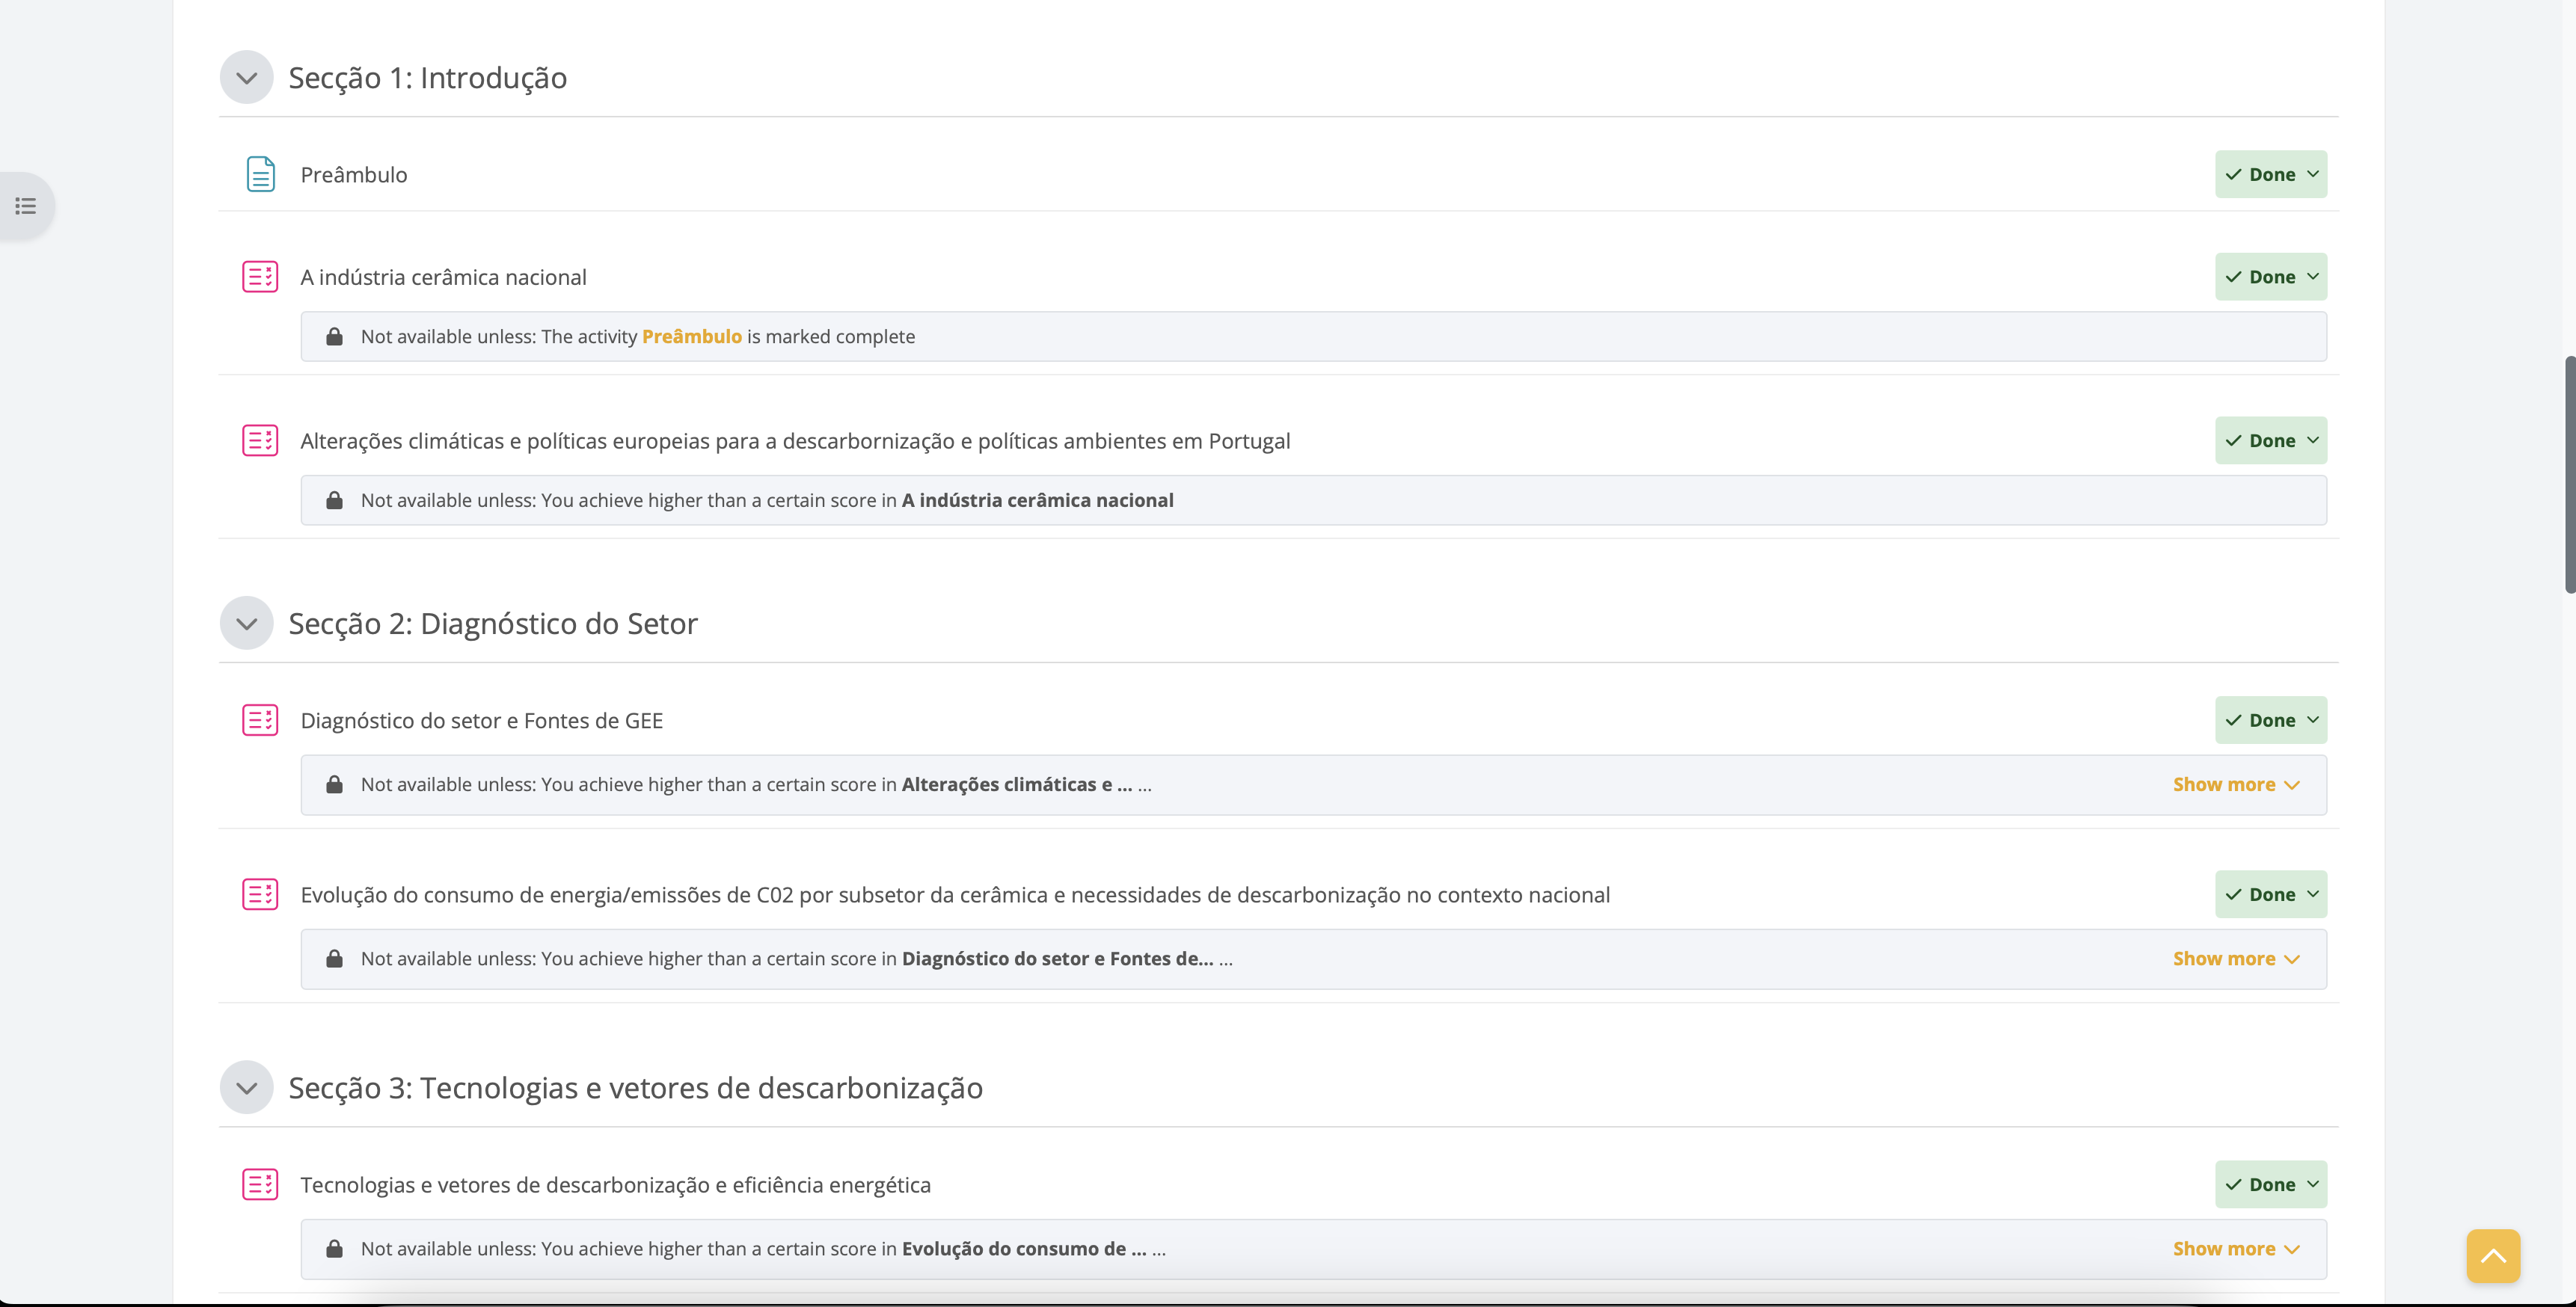 Secção 1: Introdução
Preâmbulo
Done
A indústria cerâmica nacional
Done
Not available unless: The activity Preâmbulo is marked complete
Alterações climáticas e políticas europeias para a descarbornização e políticas ambientes em Portugal
Done
Not available unless: You achieve higher than a certain score in A indústria cerâmica nacional
Secção 2: Diagnóstico do Setor
Diagnóstico do setor e Fontes de GEE
Done
Not available unless: You achieve higher than a certain score in Alterações climáticas e ... ...
Show more
Evolução do consumo de energia/emissões de C02 por subsetor da cerâmica e necessidades de descarbonização no contexto nacional
Done
Not available unless: You achieve higher than a certain score in Diagnóstico do setor e Fontes de... ...
Show more
Secção 3: Tecnologias e vetores de descarbonização
Tecnologias e vetores de descarbonização e eficiência energética
Done
Not available unless: You achieve higher than a certain score in Evolução do consumo de ... ...
Show more